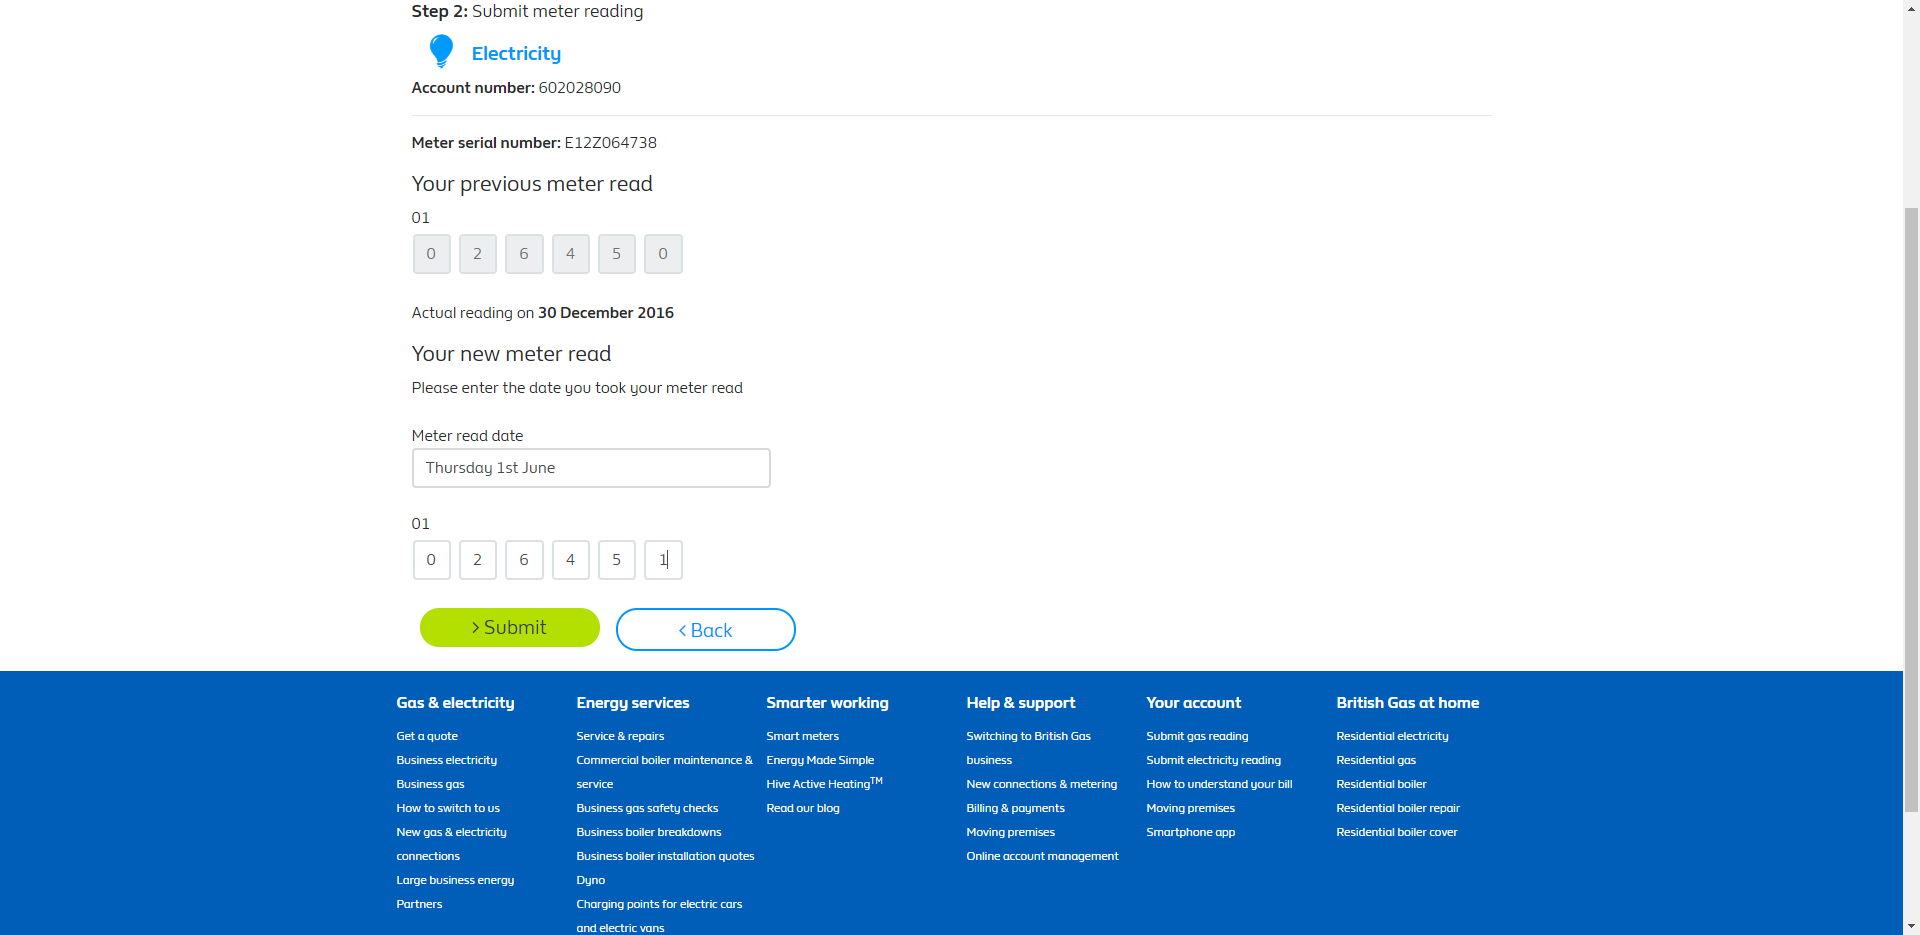 Step 2: Submit meter reading
Electricity
Account number: 602028090
Meter serial number: E12Z064738
Your previous meter read
01
0 2 6 4 5 0
Actual reading on 30 December 2016
Your new meter read
Please enter the date you took your meter read
Meter read date
Thursday 1st June
01
0 2 6 4 5 1
> Submit
< Back
Gas & electricity
Get a quote
Business electricity
Business gas
How to switch to us
New gas & electricity
connections
Large business energy
Partners
Energy services
Service & repairs
Commercial boiler maintenance &
service
Business gas safety checks
Business boiler breakdowns
Business boiler installation quotes
Dyno
Charging points for electric cars
and electric vans
Smarter working
Smart meters
Energy Made Simple
Hive Active Heating™
Read our blog
Help & support
Switching to British Gas
business
New connections & metering
Billing & payments
Moving premises
Online account management
Your account
Submit gas reading
Submit electricity reading
How to understand your bill
Moving premises
Smartphone app
British Gas at home
Residential electricity
Residential gas
Residential boiler
Residential boiler repair
Residential boiler cover